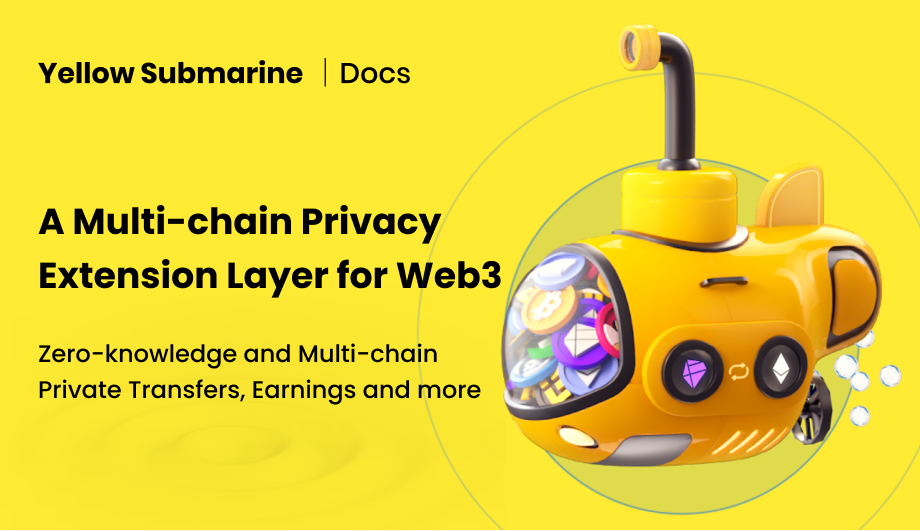 Yellow Submarine | Docs
A Multi-chain Privacy
Extension Layer for Web3
Zero-knowledge and Multi-chain
Private Transfers, Earnings and more